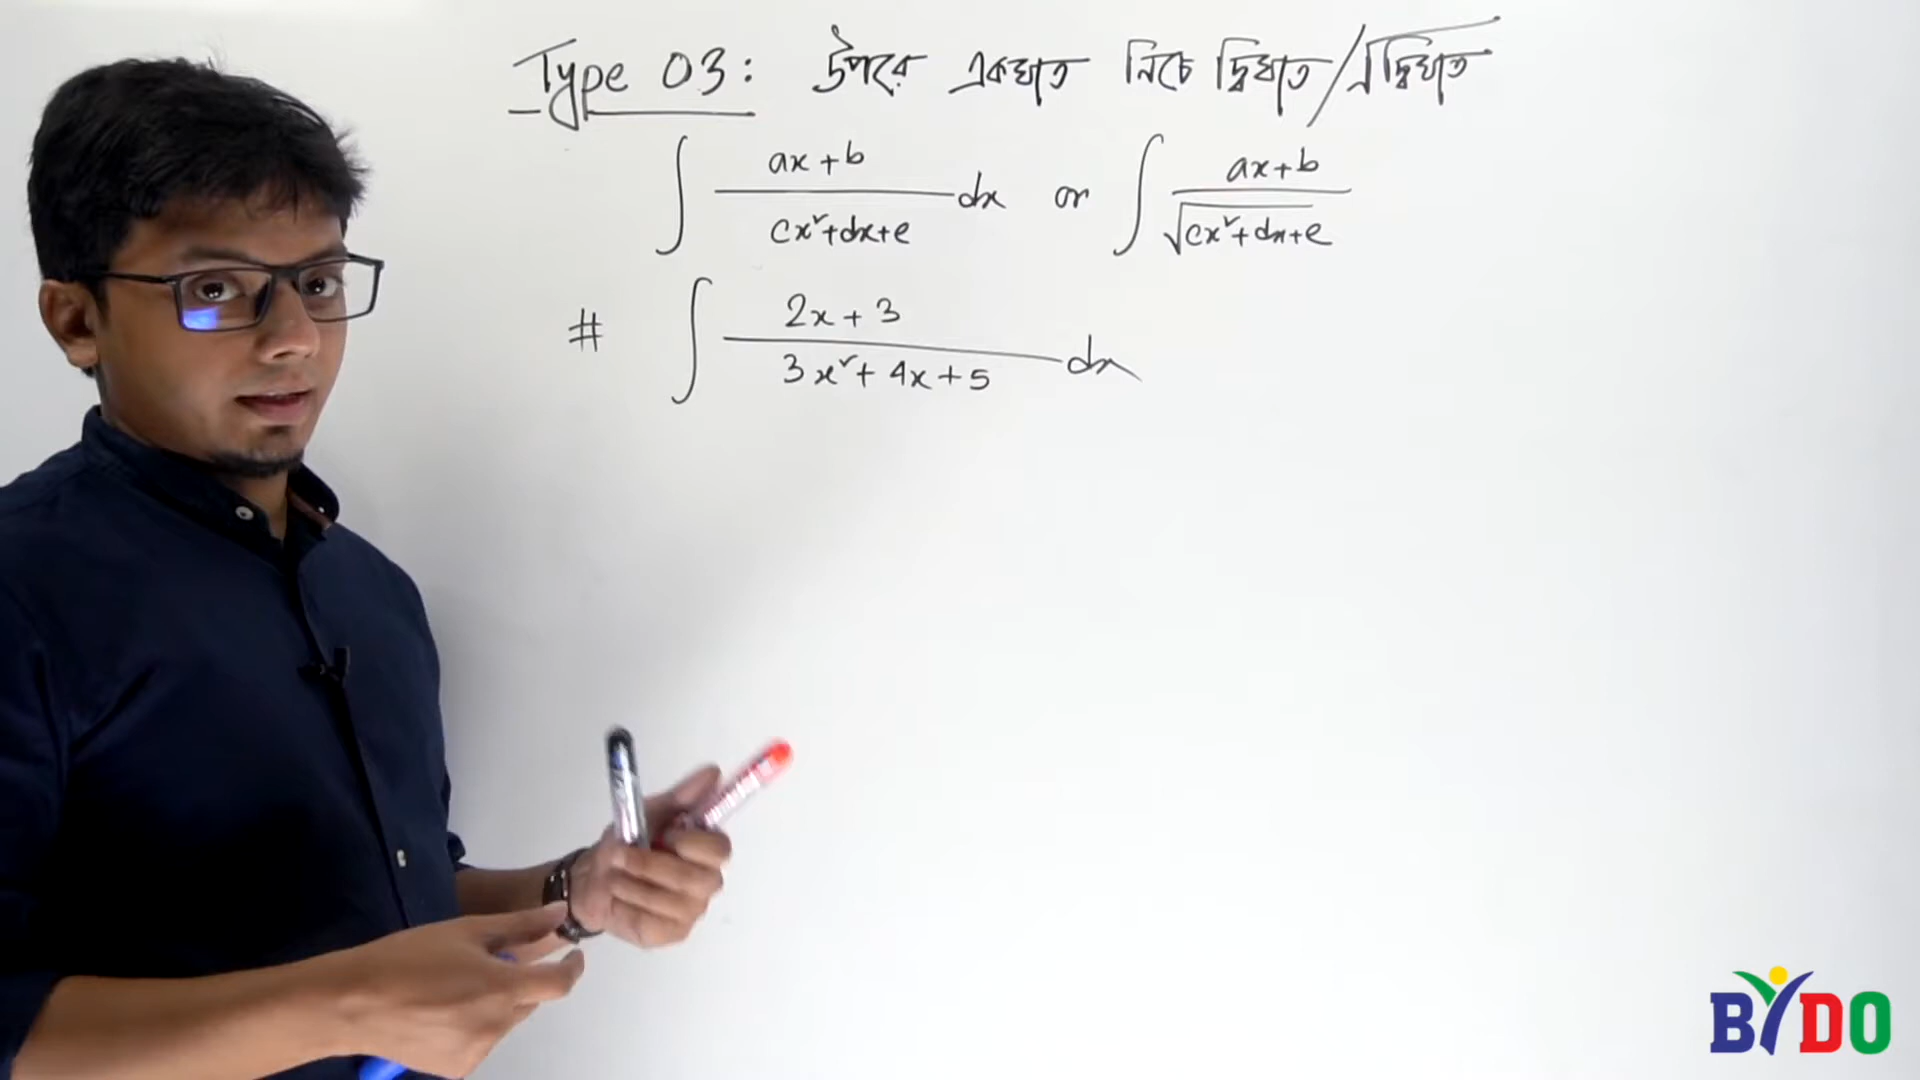 Type 03: উপরে একঘাত নিচে দ্বিঘাত/√দ্বিঘাত
∫ (ax+b)/(cx²+dx+e) dx or ∫ (ax+b)/√(cx²+dx+e)
# ∫ (2x+3)/(3x²+4x+5) dx
BYDO